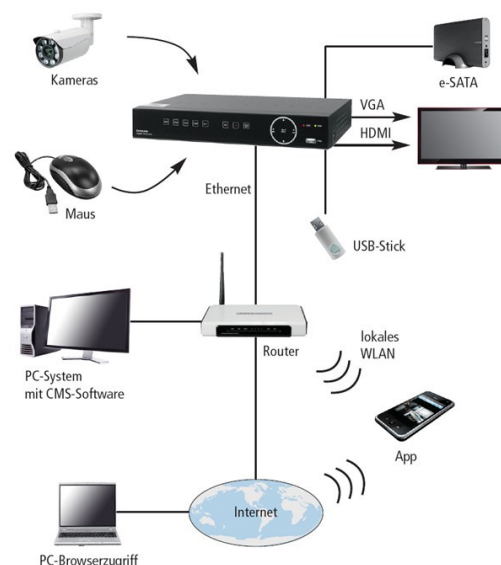 Kameras
e-SATA
VGA
HDMI
Maus
Ethernet
USB-Stick
Router
lokales
WLAN
PC-System
mit CMS-Software
App
Internet
PC-Browserzugriff